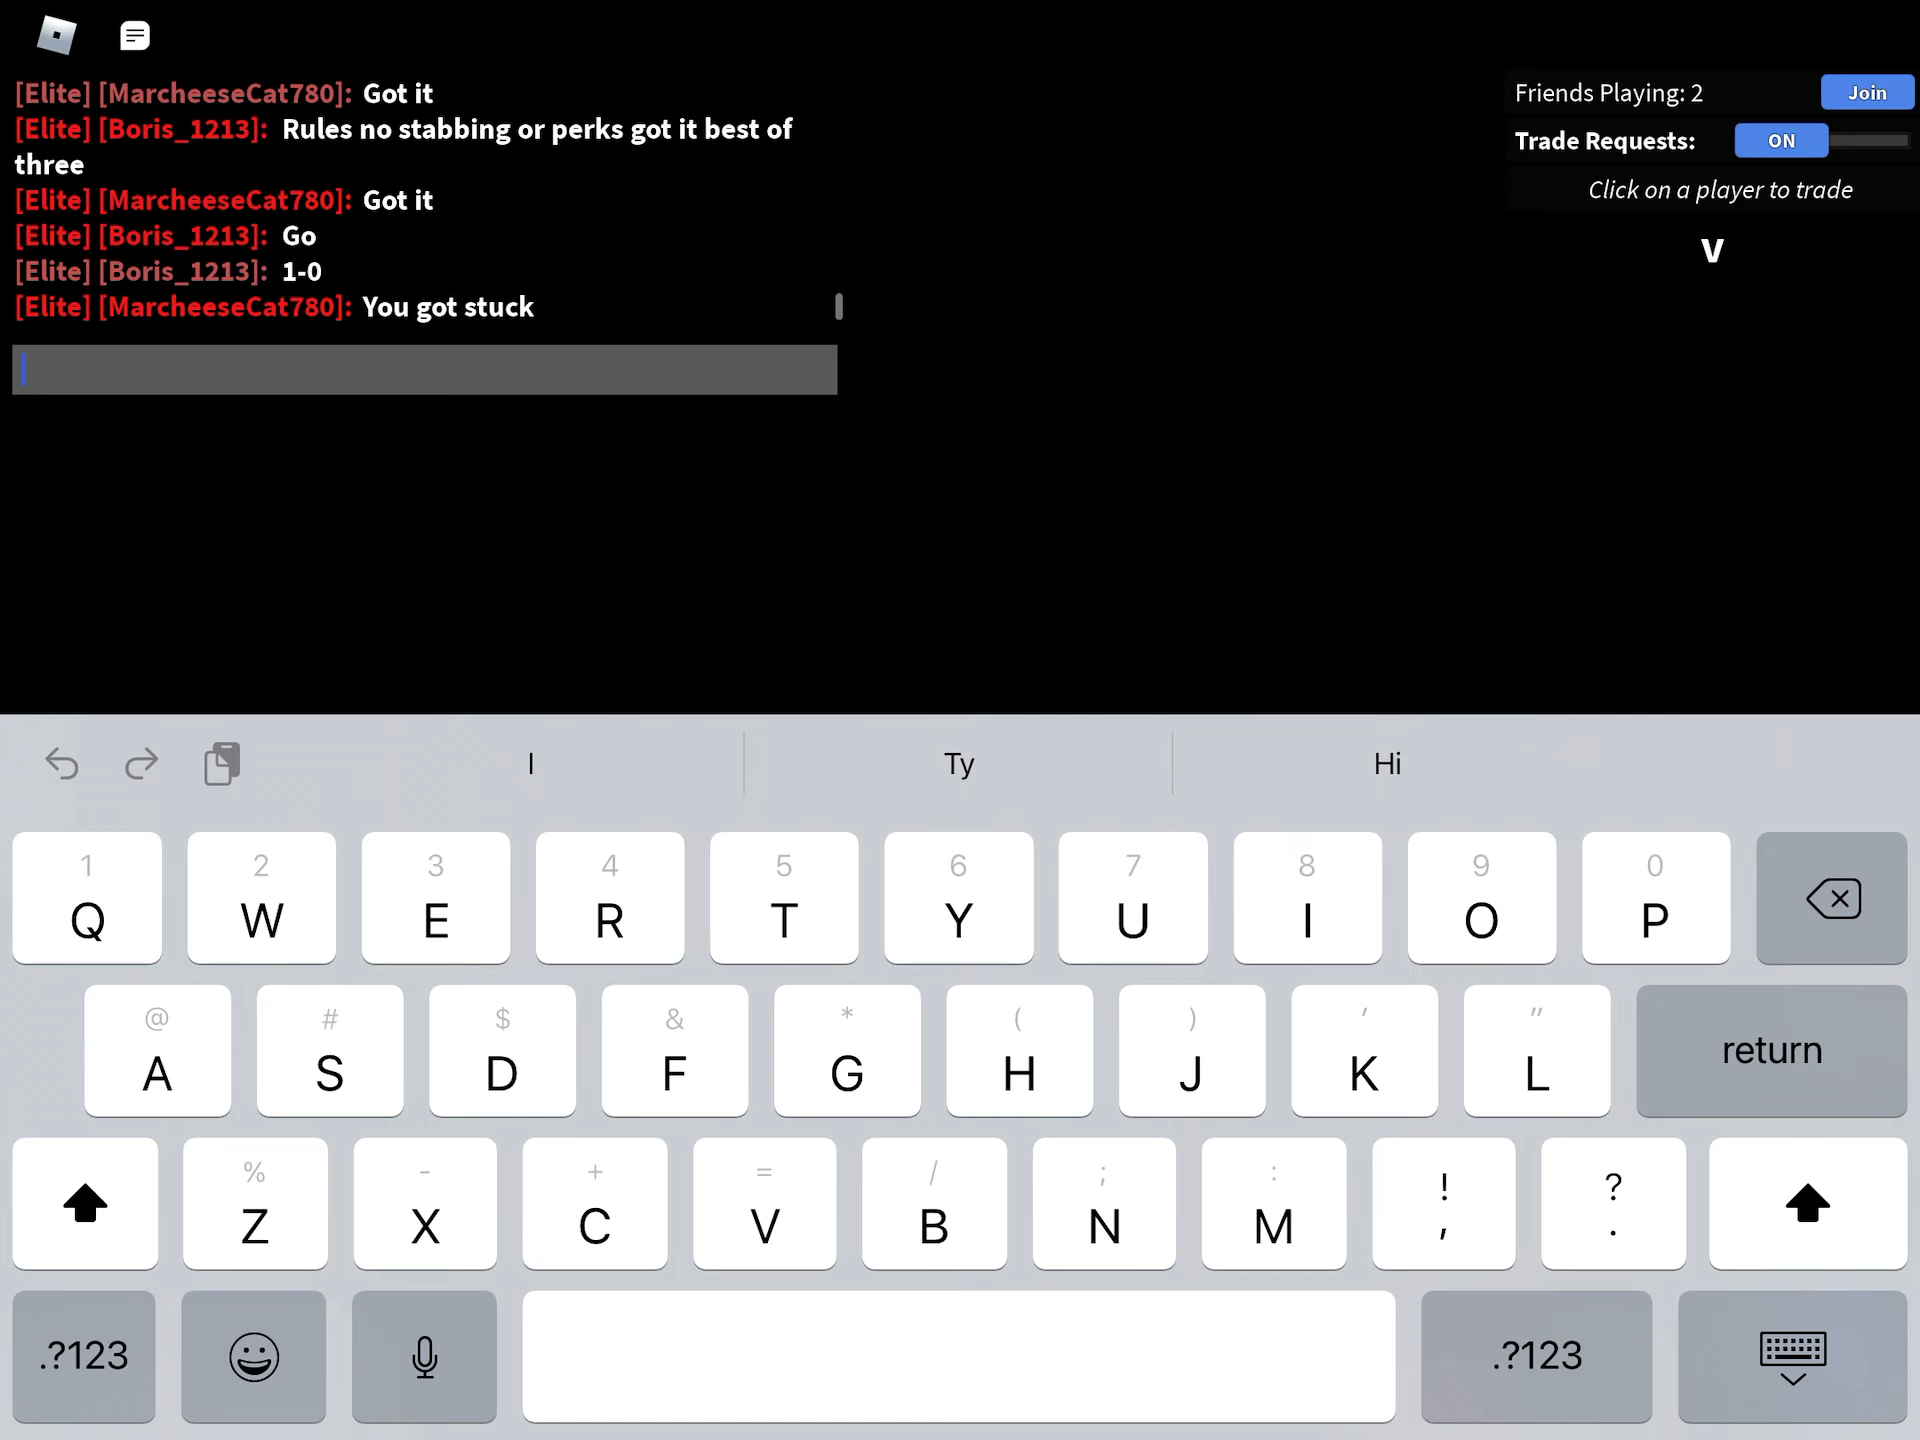 [Elite] [MarcheeseCat780]: Got it
[Elite] [Boris_1213]: Rules no stabbing or perks got it best of
three
[Elite] [MarcheeseCat780]: Got it
[Elite] [Boris_1213]: Go
[Elite] [Boris_1213]: 1-0
[Elite] [MarcheeseCat780]: You got stuck
Friends Playing: 2 Join
Trade Requests: ON
Click on a player to trade
V
I Ty Hi
1 2 3 4 5 6 7 8 9 0
Q W E R T Y U I O P
@ # $ & * ( ) ' "
A S D F G H J K L return
% - + = / ; : ! ?
Z X C V B N M , .
.?123 .?123